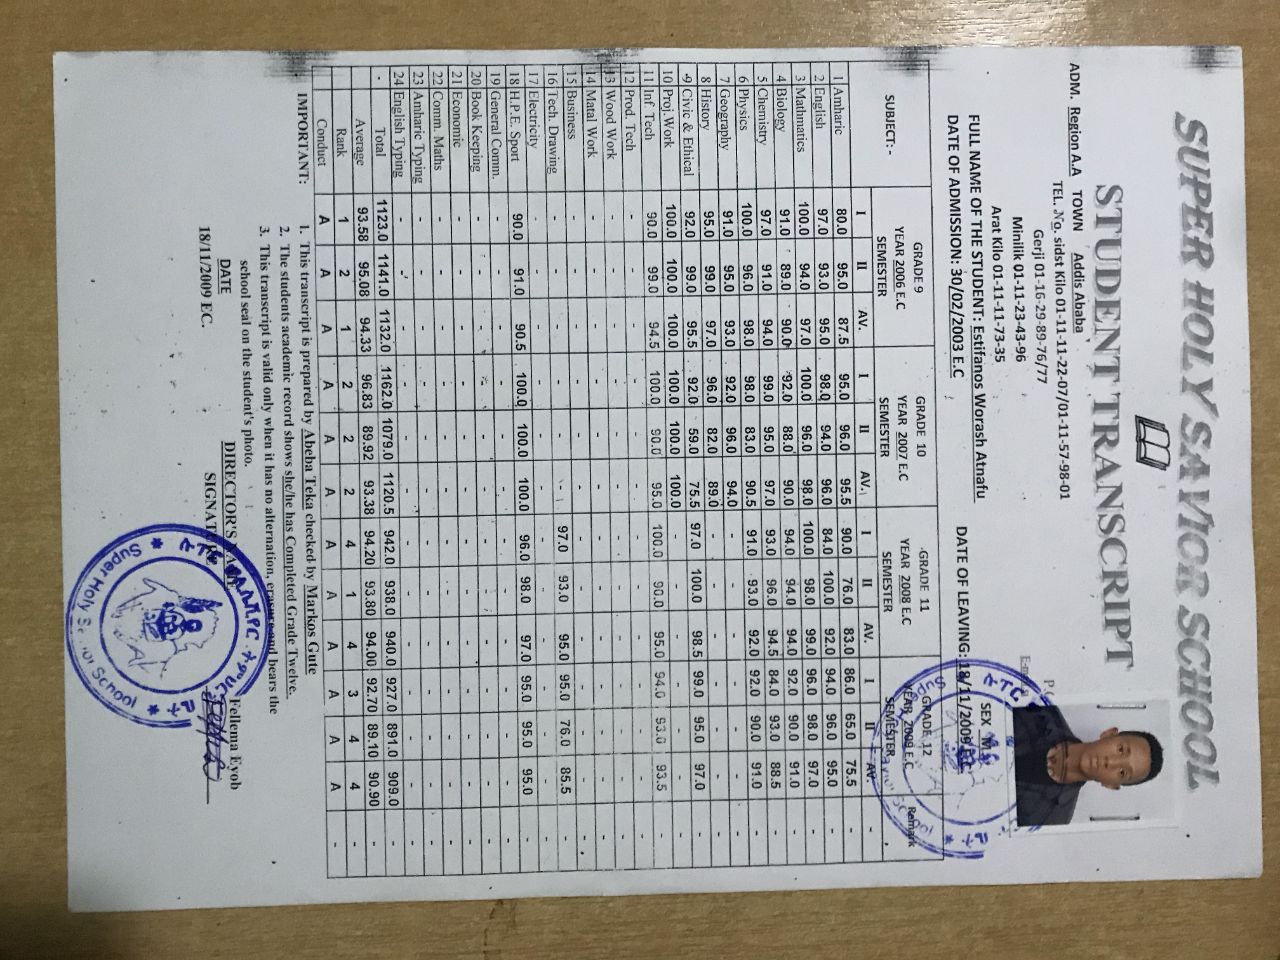 SUPER HOLY SAVIOR SCHOOL
STUDENT TRANSCRIPT
ADM. Region A.A TOWN Addis Ababa
TEL. No. sidst Kilo 01-11-11-22-07/01-11-57-98-01
Gerji 01-16-29-89-76/77
Minilik 01-11-23-43-96
Arat Kilo 01-11-11-73-35
SEX M
FULL NAME OF THE STUDENT: Estifanos Worash Atnafu
DATE OF ADMISSION: 30/02/2003 E.C
DATE OF LEAVING: 18/11/2009 E.C.
SUBJECT: - GRADE 9 GRADE 10 GRADE 11 GRADE 12 Remark
YEAR 2006 E.C YEAR 2007 E.C YEAR 2008 E.C YEAR 2009 E.C
SEMESTER SEMESTER SEMESTER SEMESTER
I II AV. I II AV. I II AV. I II AV. -
1 Amharic 80.0 95.0 87.5 95.0 96.0 95.5 90.0 76.0 83.0 86.0 65.0 75.5 -
2 English 97.0 93.0 95.0 98.0 94.0 96.0 84.0 100.0 92.0 94.0 96.0 95.0 -
3 Mathmatics 100.0 94.0 97.0 100.0 96.0 98.0 100.0 98.0 99.0 96.0 98.0 97.0 -
4 Biology 91.0 89.0 90.0 92.0 88.0 90.0 94.0 94.0 94.0 92.0 90.0 91.0 -
5 Chemistry 97.0 91.0 94.0 99.0 95.0 97.0 93.0 96.0 94.5 84.0 93.0 88.5 -
6 Physics 100.0 96.0 98.0 98.0 83.0 90.5 91.0 93.0 92.0 92.0 90.0 91.0 -
7 Geography 91.0 95.0 93.0 92.0 96.0 94.0 - - - - - - -
8 History 95.0 99.0 97.0 96.0 82.0 89.0 - - - - - - -
9 Civic & Ethical 92.0 99.0 95.5 92.0 59.0 75.5 97.0 100.0 98.5 99.0 95.0 97.0 -
10 Proj.Work 100.0 100.0 100.0 100.0 100.0 100.0 - - - - - - -
11 Inf. Tech 90.0 99.0 94.5 100.0 90.0 95.0 100.0 90.0 95.0 94.0 93.0 93.5 -
12 Prod. Tech - - - - - - - - - - - - -
13 Wood Work - - - - - - - - - - - - -
14 Matal Work - - - - - - - - - - - - -
15 Business - - - - - - - - - - - - -
16 Tech. Drawing - - - - - - 97.0 93.0 95.0 95.0 76.0 85.5 -
17 Electricity - - - - - - - - - - - - -
18 H.P.E. Sport 90.0 91.0 90.5 100.0 100.0 100.0 96.0 98.0 97.0 95.0 95.0 95.0 -
19 General Comm. - - - - - - - - - - - - -
20 Book Keeping - - - - - - - - - - - - -
21 Economic - - - - - - - - - - - - -
22 Comm. Maths - - - - - - - - - - - - -
23 Amharic Typing - - - - - - - - - - - - -
24 English Typing - - - - - - - - - - - - -
- Total 1123.0 1141.0 1132.0 1162.0 1079.0 1120.5 942.0 938.0 940.0 927.0 891.0 909.0 -
Average 93.58 95.08 94.33 96.83 89.92 93.38 94.20 93.80 94.00 92.70 89.10 90.90 -
Rank 1 2 1 2 2 2 4 1 4 3 4 4 -
Conduct A A A A A A A A A A A A -
IMPORTANT: 1. This transcript is prepared by Abeba Teka checked by Markos Gute
2. The students academic record shows she/he has Completed Grade Twelve.
3. This transcript is valid only when it has no alternation, erasure and bears the
school seal on the student's photo.
DATE DIRECTOR'S NAME Fellema Eyob
18/11/2009 EC. SIGNATURE
Super Holy Savior School